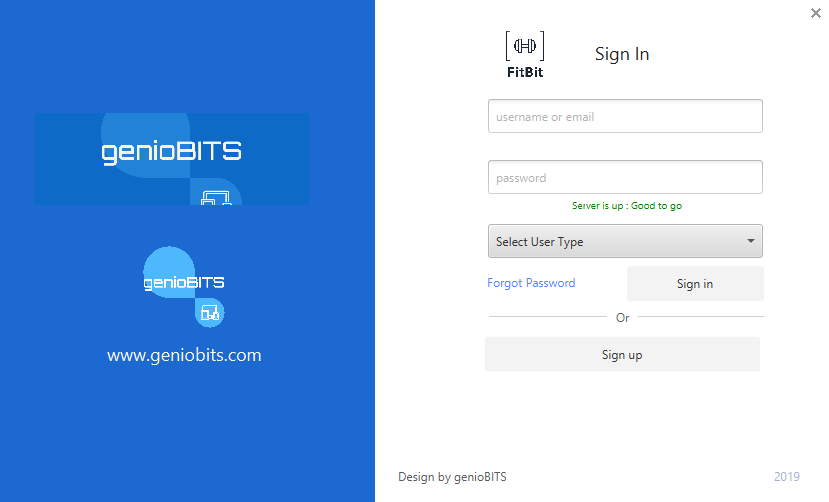 genioBITS
genioBITS
www.geniobits.com
FitBit
Sign In
username or email
password
Server is up : Good to go
Select User Type
Forgot Password
Sign in
Or
Sign up
Design by genioBITS
2019